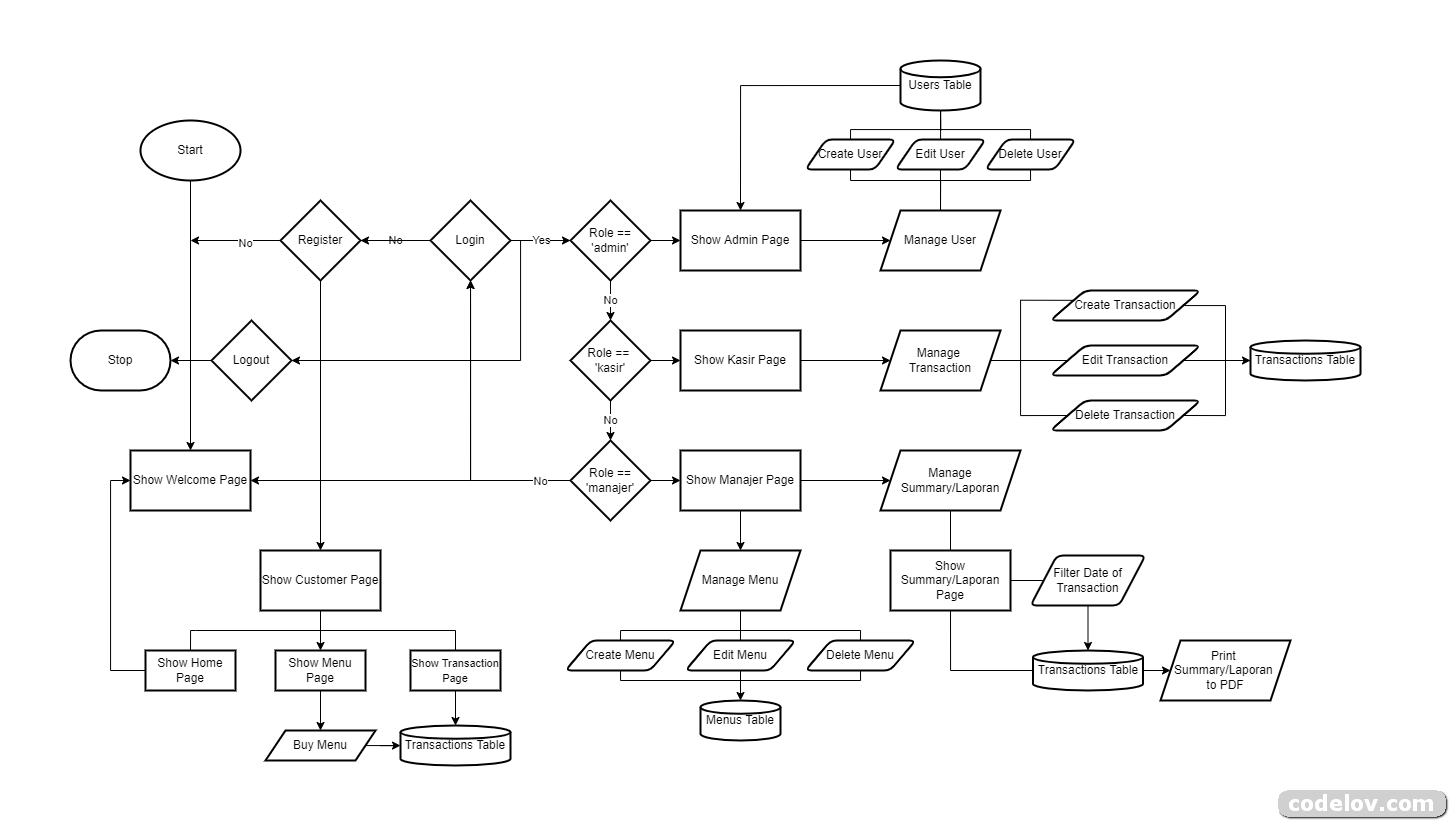 Users Table
Start
Create User
Edit User
Delete User
No
Register
No
Login
Yes
Role ==
'admin'
Show Admin Page
Manage User
No
Create Transaction
Stop
Logout
Role ==
'kasir'
Show Kasir Page
Manage
Transaction
Edit Transaction
Transactions Table
No
Delete Transaction
Show Welcome Page
No
Role ==
'manajer'
Show Manajer Page
Manage
Summary/Laporan
Show Customer Page
Manage Menu
Show
Summary/Laporan
Page
Filter Date of
Transaction
Show Home
Page
Show Menu
Page
Show Transaction
Page
Create Menu
Edit Menu
Delete Menu
Transactions Table
Print
Summary/Laporan
to PDF
Buy Menu
Transactions Table
Menus Table
codelov.com